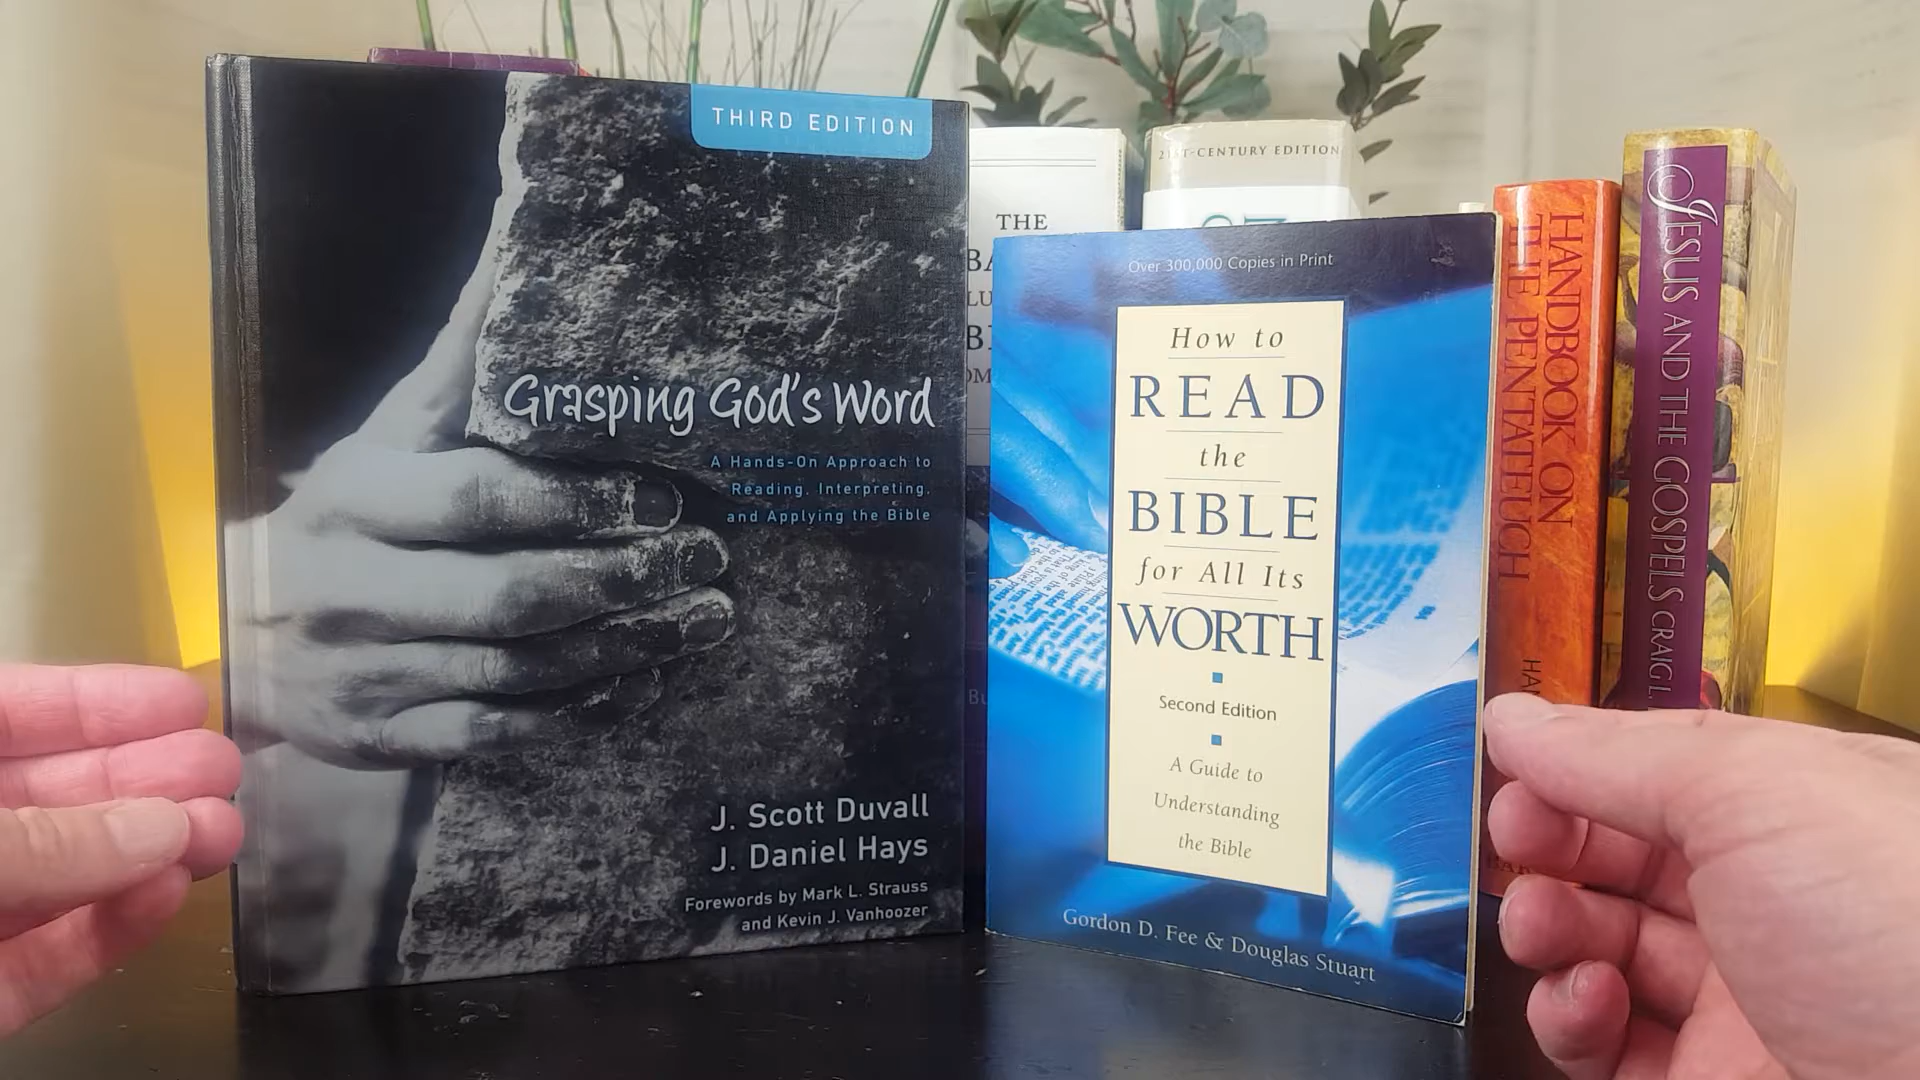 THIRD EDITION
Grasping God's Word
A Hands-On Approach to
Reading, Interpreting,
and Applying the Bible
J. Scott Duvall
J. Daniel Hays
Forewords by Mark L. Strauss
and Kevin J. Vanhoozer
THE
21ST-CENTURY EDITION
Over 300,000 Copies in Print
How to
READ
the
BIBLE
for All Its
WORTH
Second Edition
A Guide to
Understanding
the Bible
Gordon D. Fee & Douglas Stuart
HANDBOOK ON
THE PENTATEUCH
JESUS AND THE GOSPELS